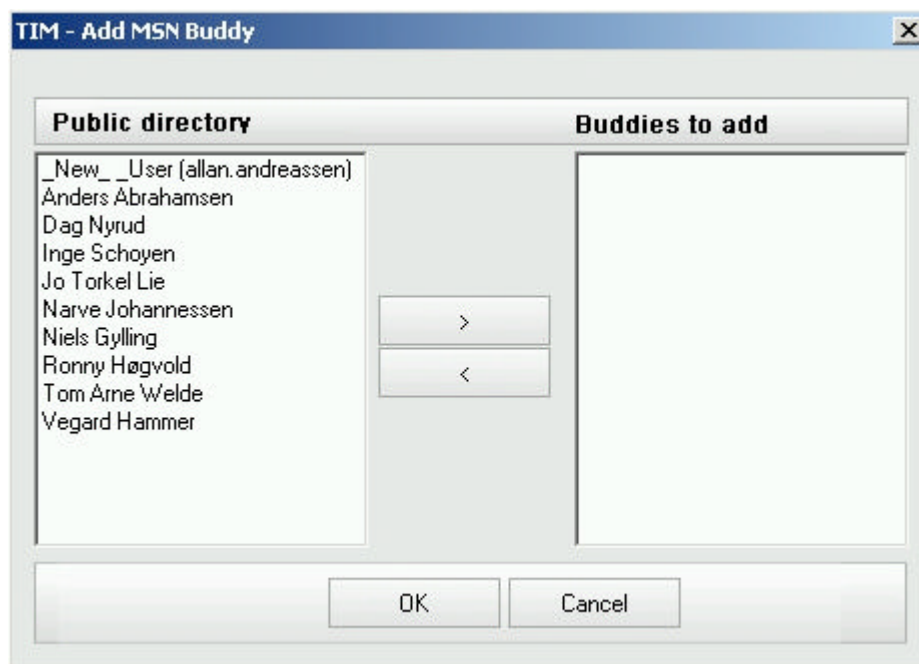 TIM - Add MSN Buddy
Public directory
Buddies to add
_New_ _User (allan.andreassen)
Anders Abrahamsen
Dag Nyrud
Inge Schoyen
Jo Torkel Lie
Narve Johannessen
Niels Gylling
Ronny Høgvold
Tom Arne Welde
Vegard Hammer
>
<
OK
Cancel